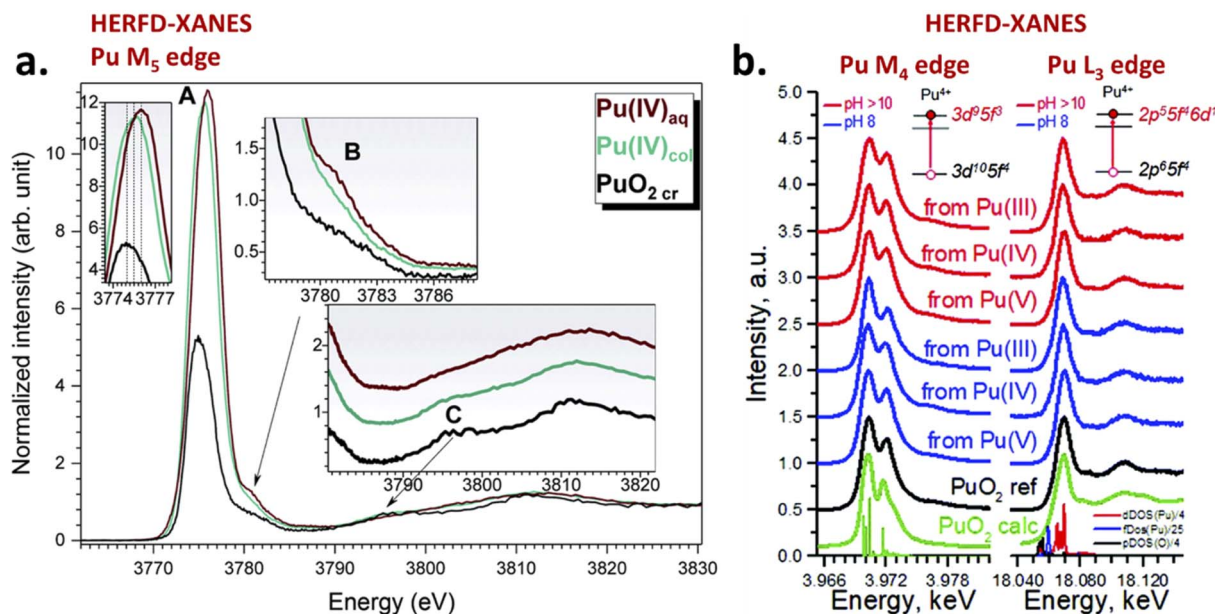 HERFD-XANES
Pu M5 edge
a.
A
B
C
Pu(IV)aq
Pu(IV)col
PuO2 cr
12
10
8
6
4
3774 3777
1.5
1.0
0.5
3780 3783 3786
2
1
3790 3800 3810 3820
Normalized intensity (arb. unit)
10
8
6
4
2
0
3770 3780 3790 3800 3810 3820 3830
Energy (eV)
HERFD-XANES
b.
Pu M4 edge
Pu L3 edge
pH >10
pH 8
Pu4+
3d95f3
3d105f4
pH >10
pH 8
Pu4+
2p55f46d1
2p65f4
from Pu(III)
from Pu(IV)
from Pu(V)
from Pu(III)
from Pu(IV)
from Pu(V)
PuO2 ref
PuO2 calc
dDOS(Pu)/4
fDos(Pu)/25
pDOS(O)/4
Intensity, a.u.
5.0
4.5
4.0
3.5
3.0
2.5
2.0
1.5
1.0
0.5
0.0
3.966 3.972 3.978
18.040 18.080 18.120
Energy, keV
Energy, keV